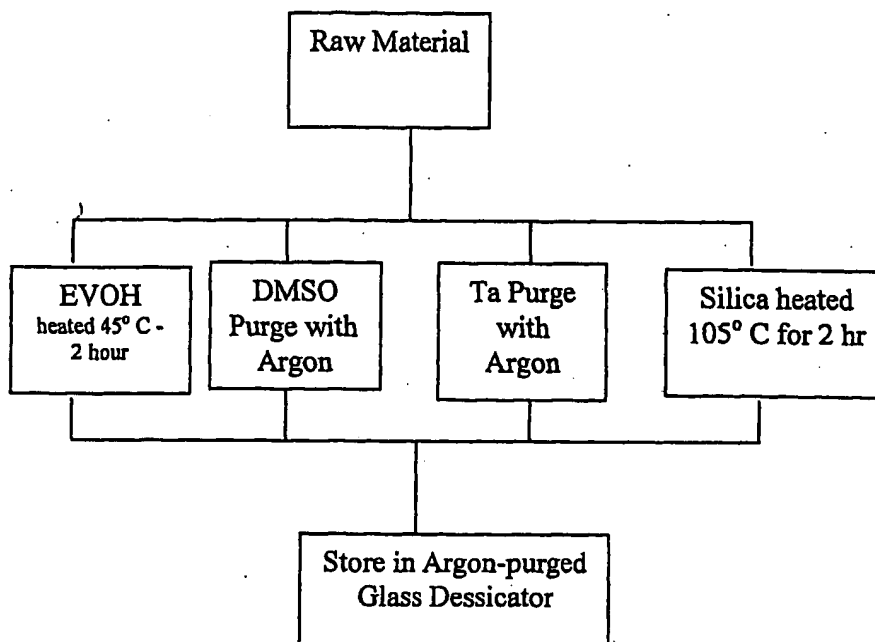 Raw Material
EVOH
heated 45° C -
2 hour
DMSO
Purge with
Argon
Ta Purge
with
Argon
Silica heated
105° C for 2 hr
Store in Argon-purged
Glass Dessicator